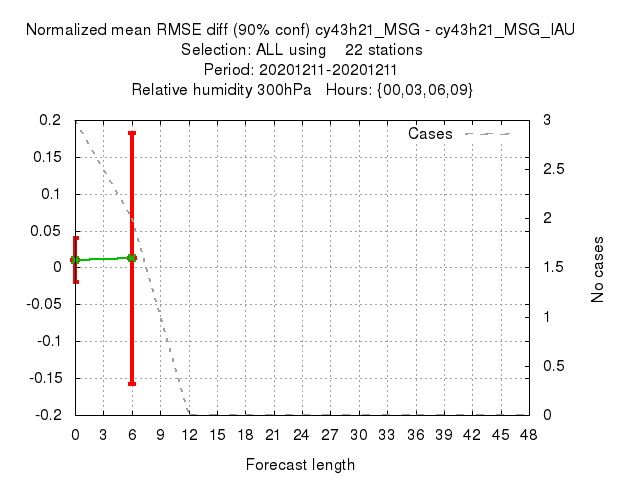 Normalized mean RMSE diff (90% conf) cy43h21_MSG - cy43h21_MSG_IAU
Selection: ALL using 22 stations
Period: 20201211-20201211
Relative humidity 300hPa Hours: {00,03,06,09}
Cases
0.2
0.15
0.1
0.05
0
-0.05
-0.1
-0.15
-0.2
3
2.5
2
1.5
1
0.5
0
No cases
0 3 6 9 12 15 18 21 24 27 30 33 36 39 42 45 48
Forecast length